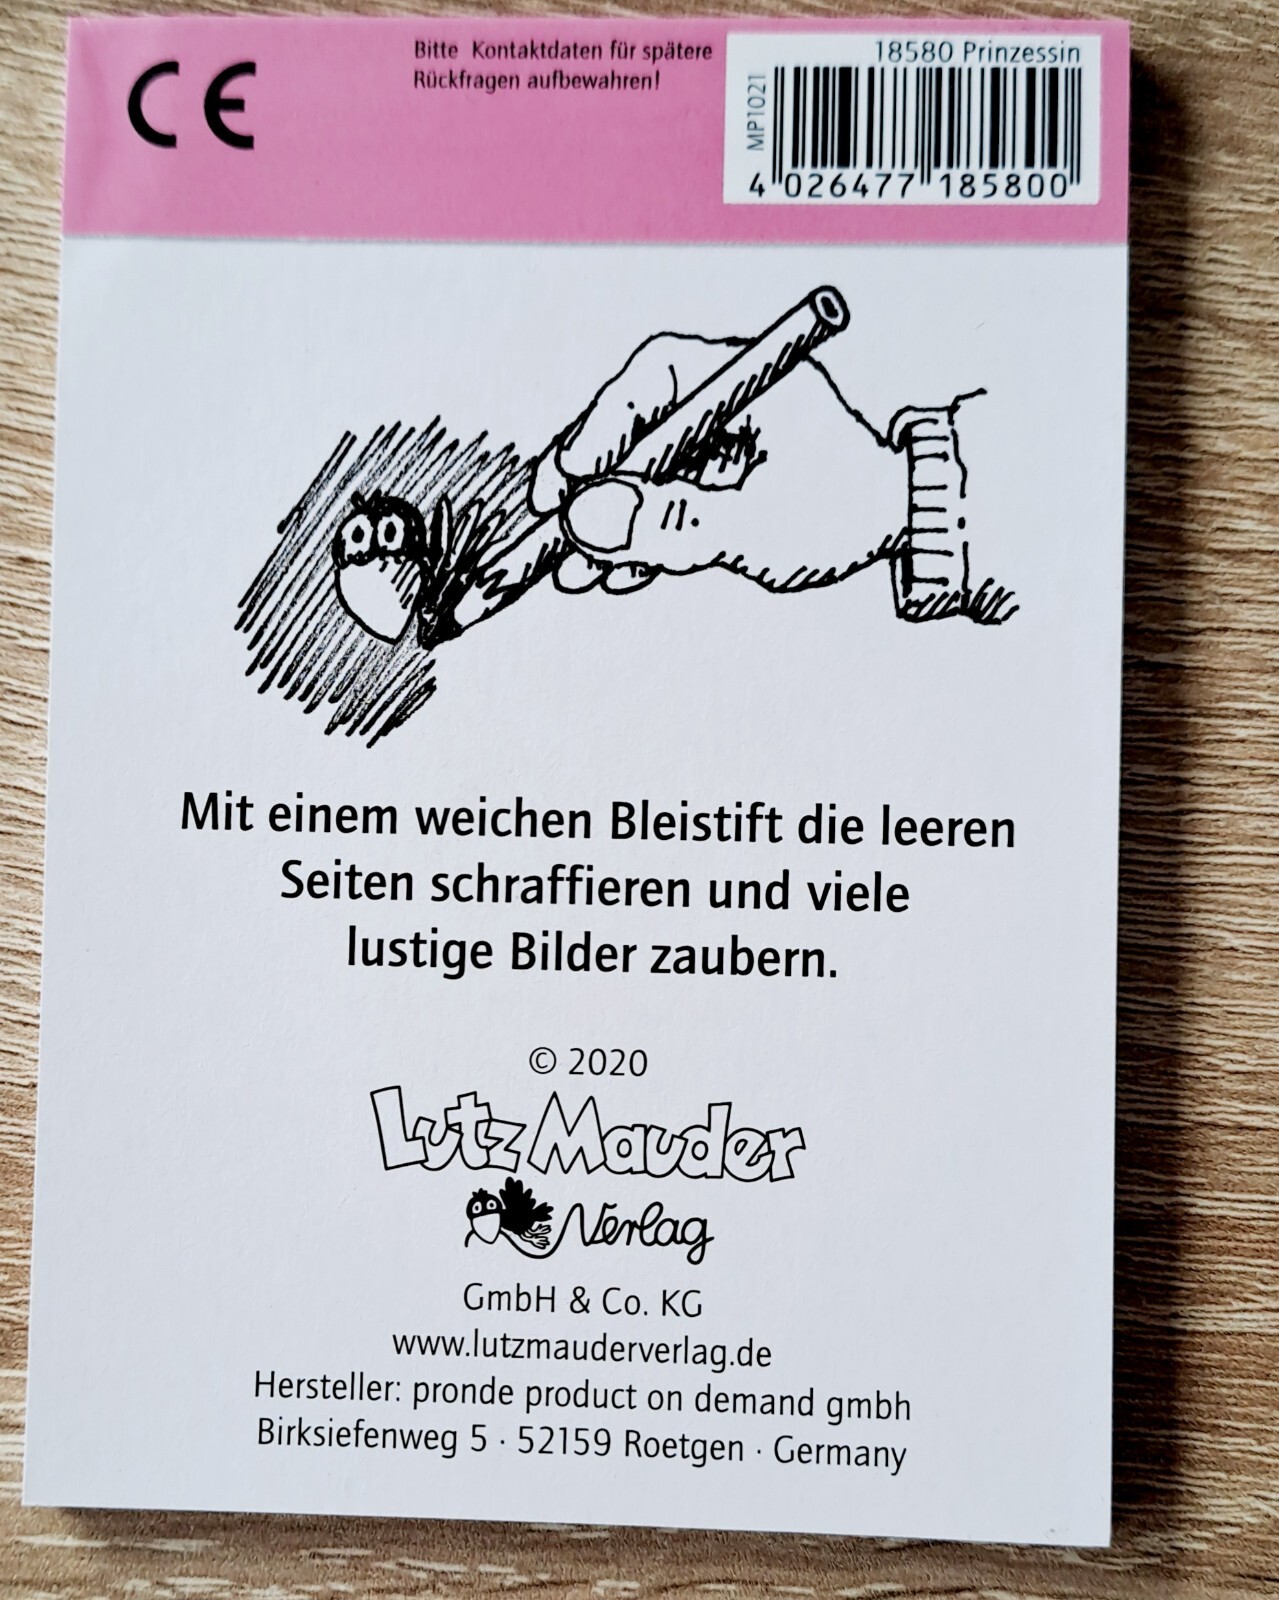 CE
Bitte Kontaktdaten für spätere
Rückfragen aufbewahren!
18580 Prinzessin
MP1021
4 026477 185800
Mit einem weichen Bleistift die leeren
Seiten schraffieren und viele
lustige Bilder zaubern.
© 2020
Lutz Mauder
Verlag
GmbH & Co. KG
www.lutzmauderverlag.de
Hersteller: pronde product on demand gmbh
Birksiefenweg 5 · 52159 Roetgen · Germany